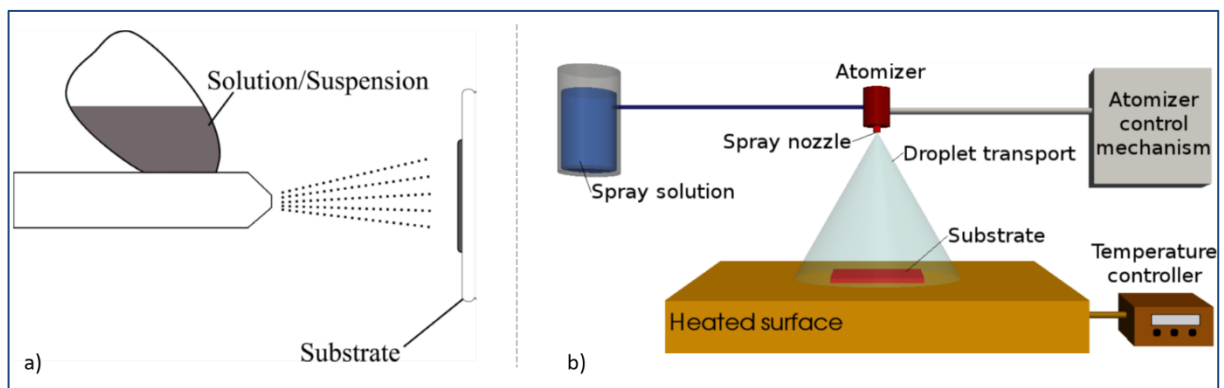 Solution/Suspension
Substrate
a)
Atomizer
Spray nozzle
Droplet transport
Spray solution
Atomizer
control
mechanism
Substrate
Temperature
controller
Heated surface
b)